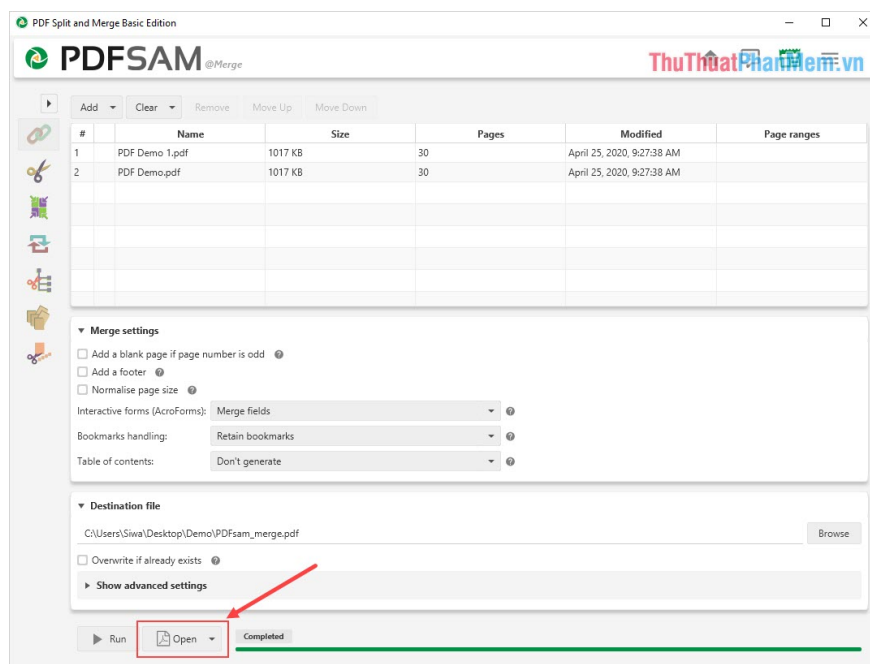 PDF Split and Merge Basic Edition
PDFSAM @Merge
ThuThuatPhanMem.vn
Add Clear Remove Move Up Move Down
# Name Size Pages Modified Page ranges
1 PDF Demo 1.pdf 1017 KB 30 April 25, 2020, 9:27:38 AM
2 PDF Demo.pdf 1017 KB 30 April 25, 2020, 9:27:38 AM
Merge settings
Add a blank page if page number is odd
Add a footer
Normalise page size
Interactive forms (AcroForms): Merge fields
Bookmarks handling: Retain bookmarks
Table of contents: Don't generate
Destination file
C:\Users\Siwa\Desktop\Demo\PDFsam_merge.pdf Browse
Overwrite if already exists
Show advanced settings
Run Open Completed